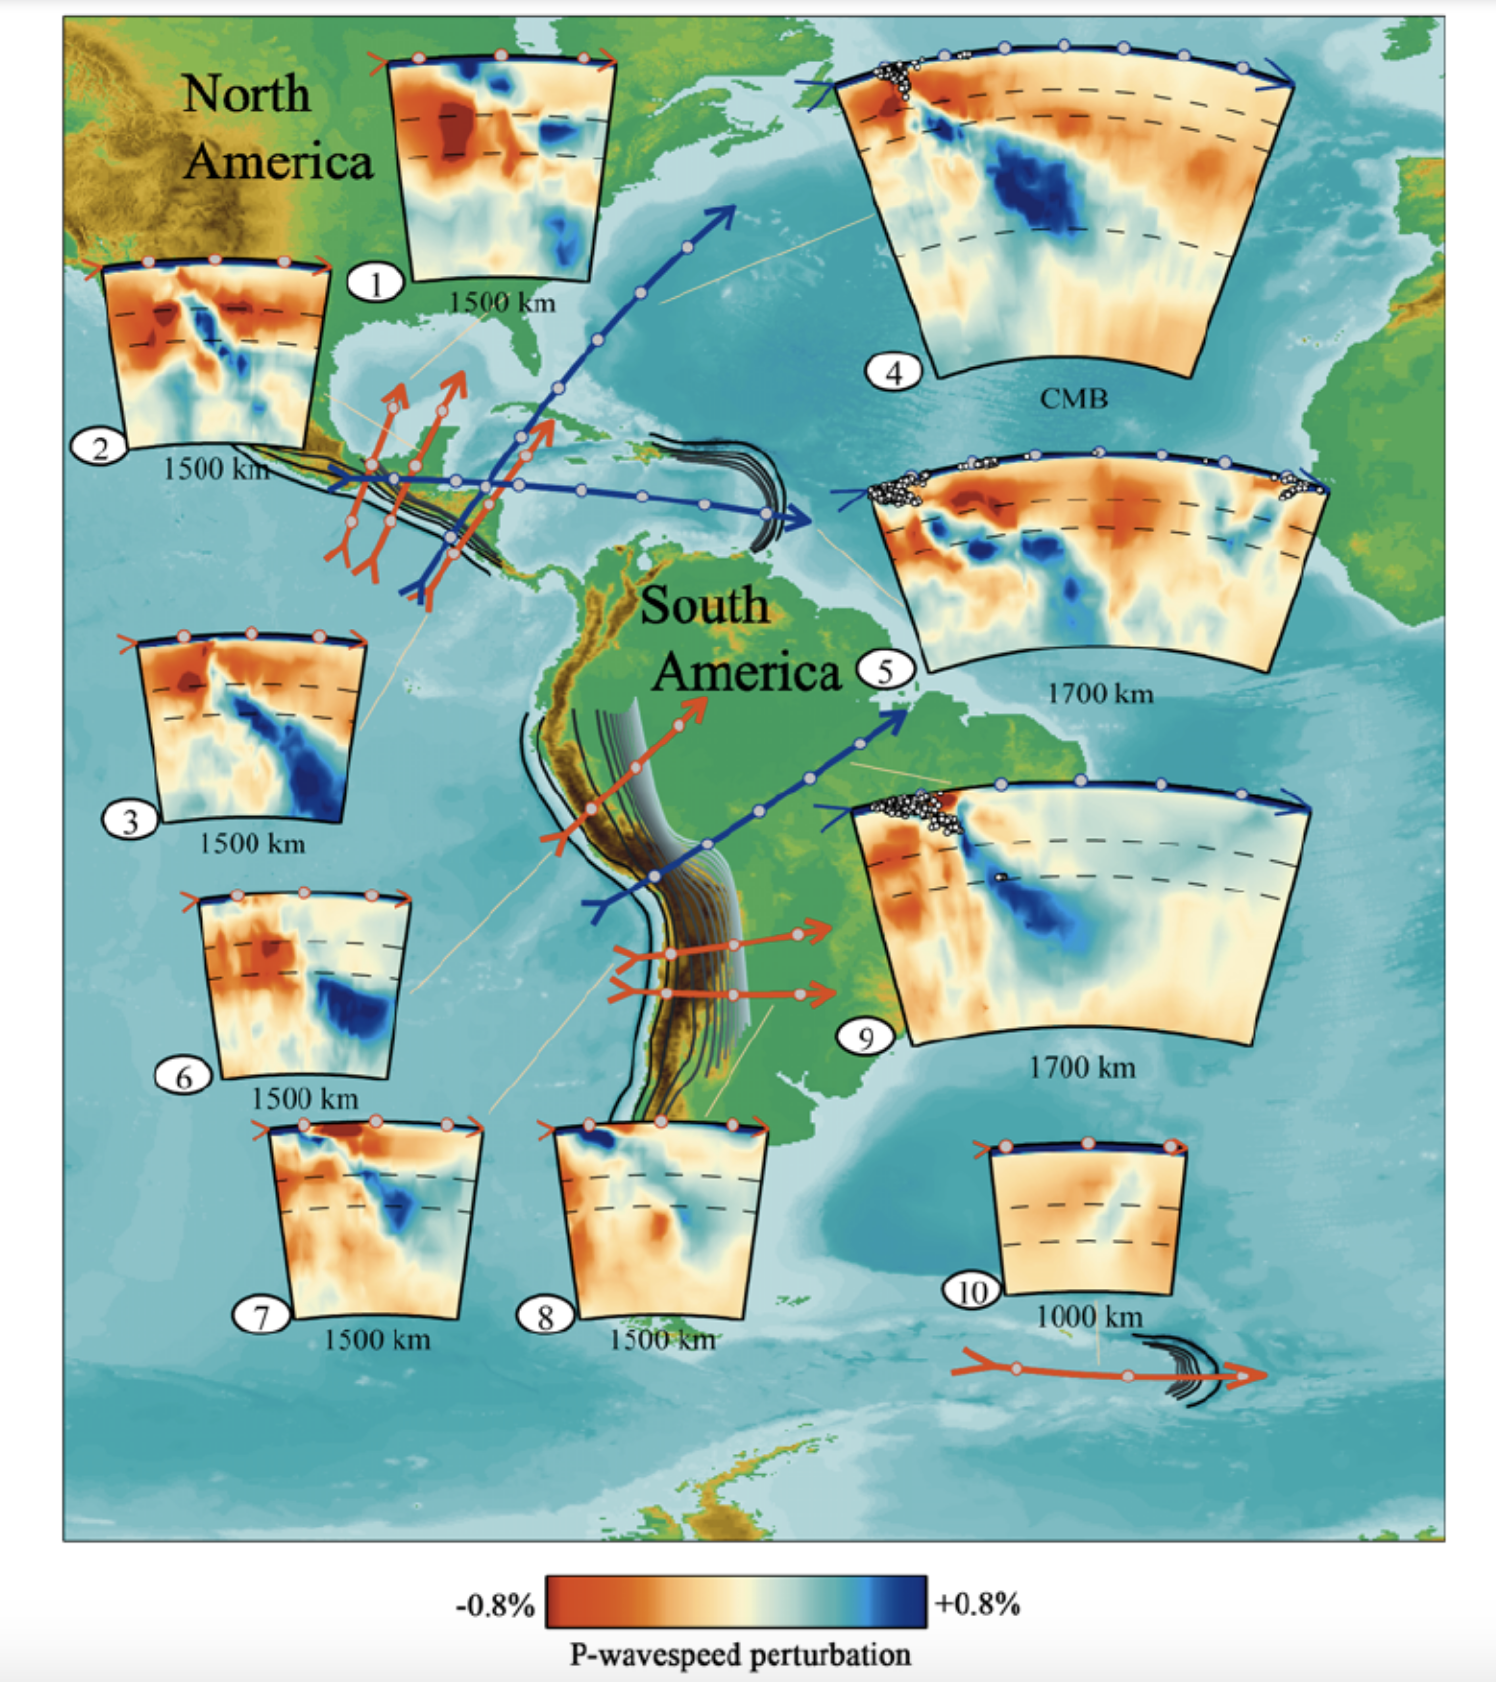 North
America
1
1500 km
2
1500 km
4
CMB
South
America
5
1700 km
3
1500 km
6
1500 km
9
1700 km
7
1500 km
8
1500 km
10
1000 km
-0.8%
+0.8%
P-wavespeed perturbation